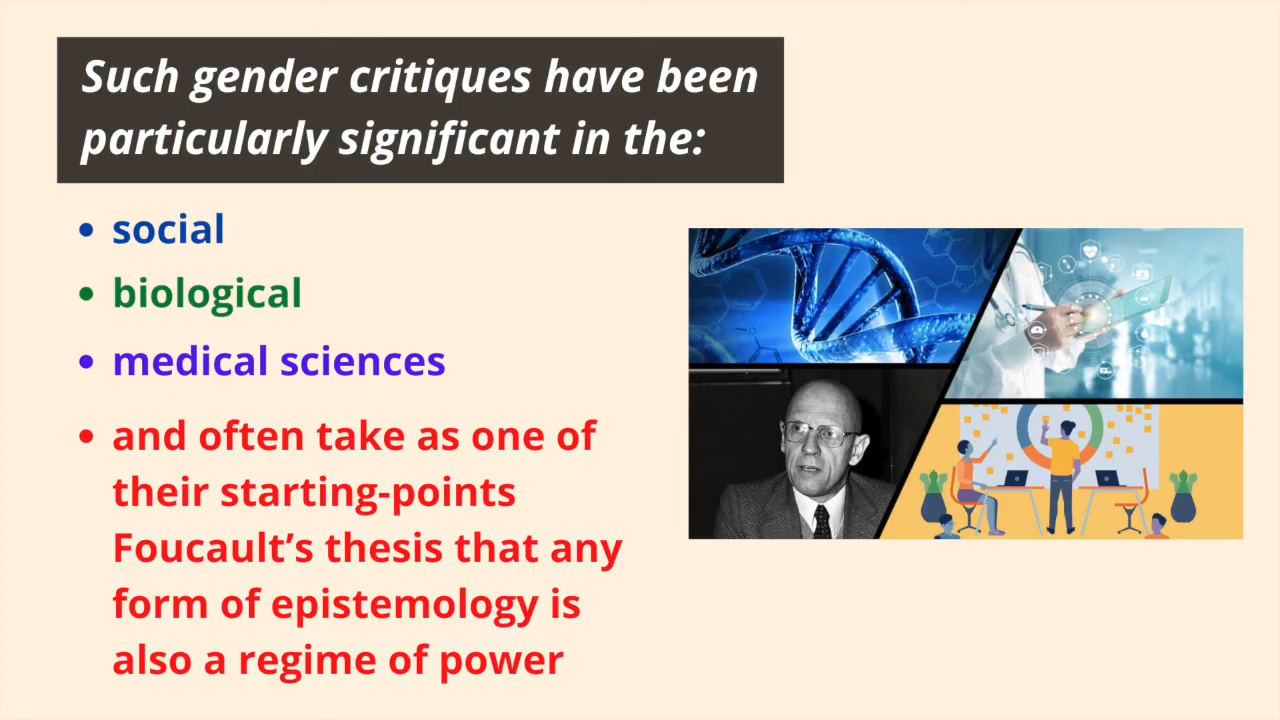 Such gender critiques have been
particularly significant in the:
• social
• biological
• medical sciences
• and often take as one of
their starting-points
Foucault’s thesis that any
form of epistemology is
also a regime of power